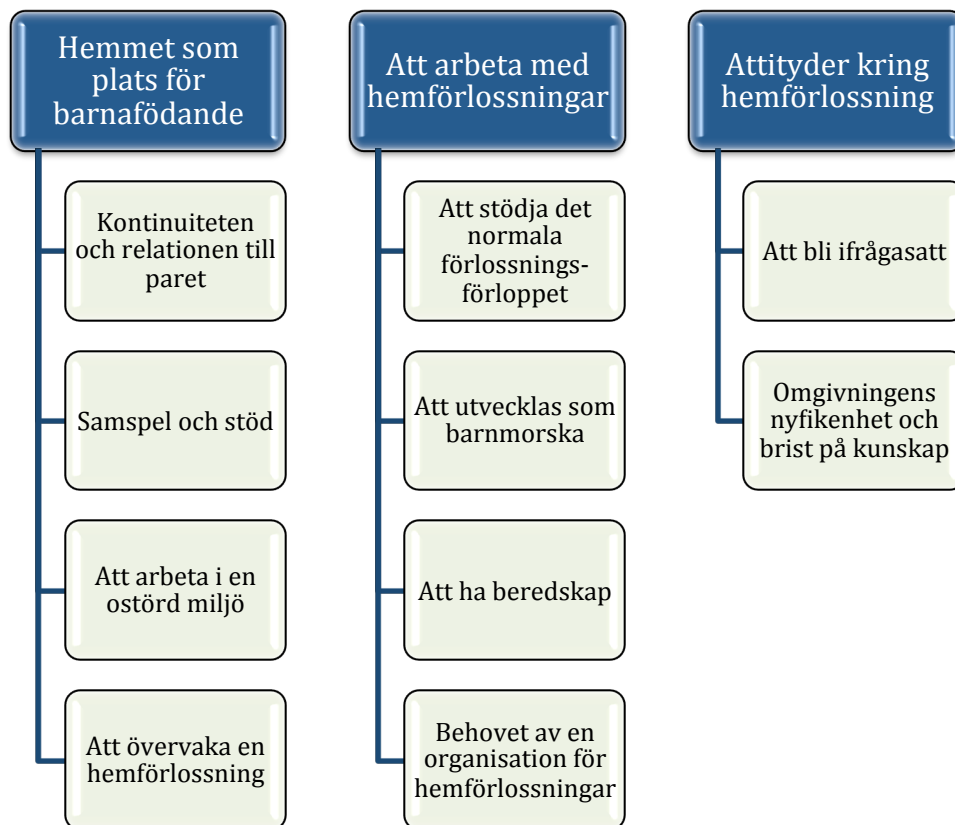 Hemmet som
plats för
barnafödande
Kontinuiteten
och relationen till
paret
Samspel och stöd
Att arbeta i en
ostörd miljö
Att övervaka en
hemförlossning
Att arbeta med
hemförlossningar
Att stödja det
normala
förlossnings-
förloppet
Att utvecklas som
barnmorska
Att ha beredskap
Behovet av en
organisation för
hemförlossningar
Attityder kring
hemförlossning
Att bli ifrågasatt
Omgivningens
nyfikenhet och
brist på kunskap